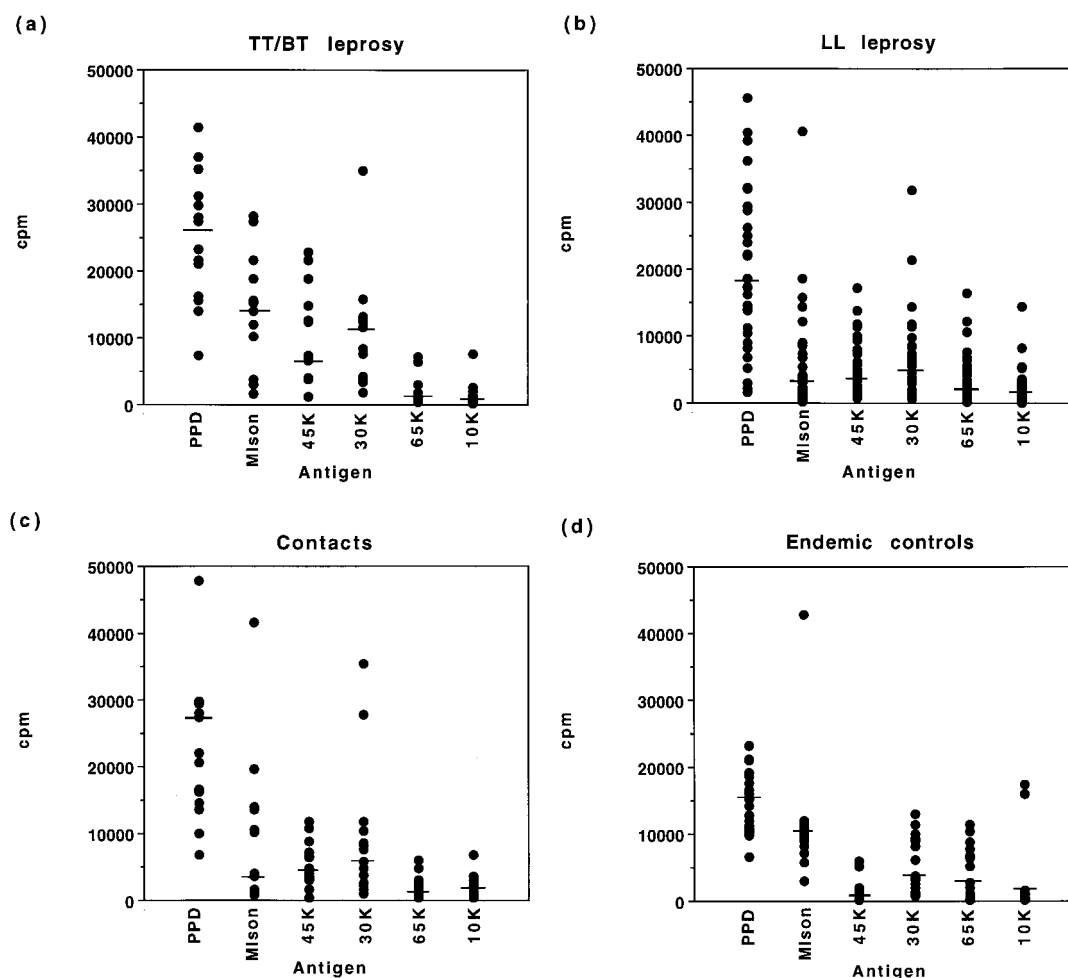 (a)
TT/BT leprosy
50000
40000
30000
20000
10000
0
cpm
PPD
Mlson
45K
30K
65K
10K
Antigen
(b)
LL leprosy
50000
40000
30000
20000
10000
0
cpm
PPD
Mlson
45K
30K
65K
10K
Antigen
(c)
Contacts
50000
40000
30000
20000
10000
0
cpm
PPD
Mlson
45K
30K
65K
10K
Antigen
(d)
Endemic controls
50000
40000
30000
20000
10000
0
cpm
PPD
Mlson
45K
30K
65K
10K
Antigen